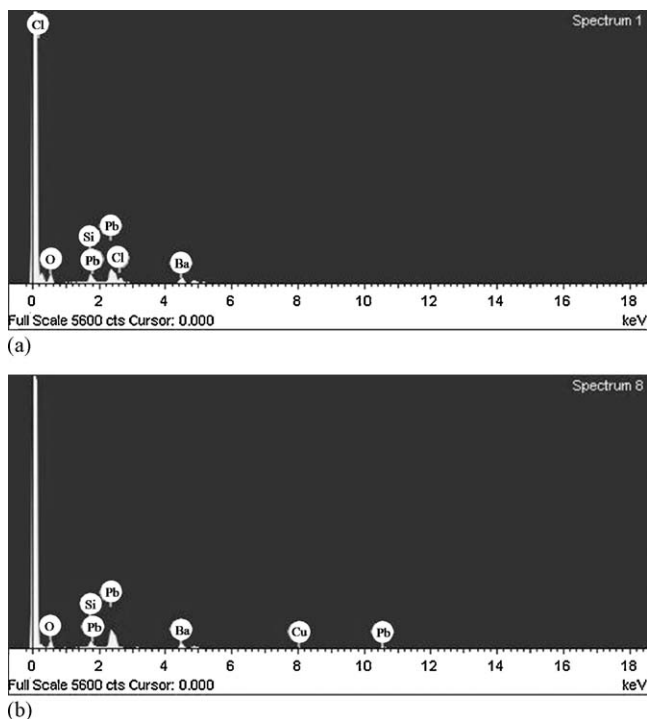 Spectrum 1
Cl
Pb
Si
O Pb Cl Ba
0 2 4 6 8 10 12 14 16 18
Full Scale 5600 cts Cursor: 0.000 keV
(a)
Spectrum 8
Pb
Si
O Pb Ba Cu Pb
0 2 4 6 8 10 12 14 16 18
Full Scale 5600 cts Cursor: 0.000 keV
(b)